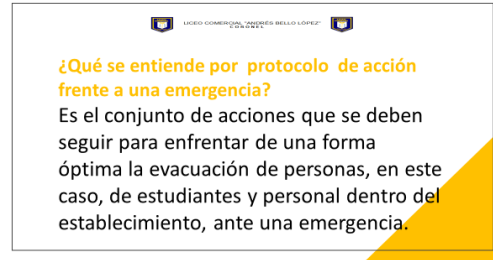 LICEO COMERCIAL "ANDRÉS BELLO LÓPEZ"
CORONEL
¿Qué se entiende por protocolo de acción
frente a una emergencia?
Es el conjunto de acciones que se deben
seguir para enfrentar de una forma
óptima la evacuación de personas, en este
caso, de estudiantes y personal dentro del
establecimiento, ante una emergencia.